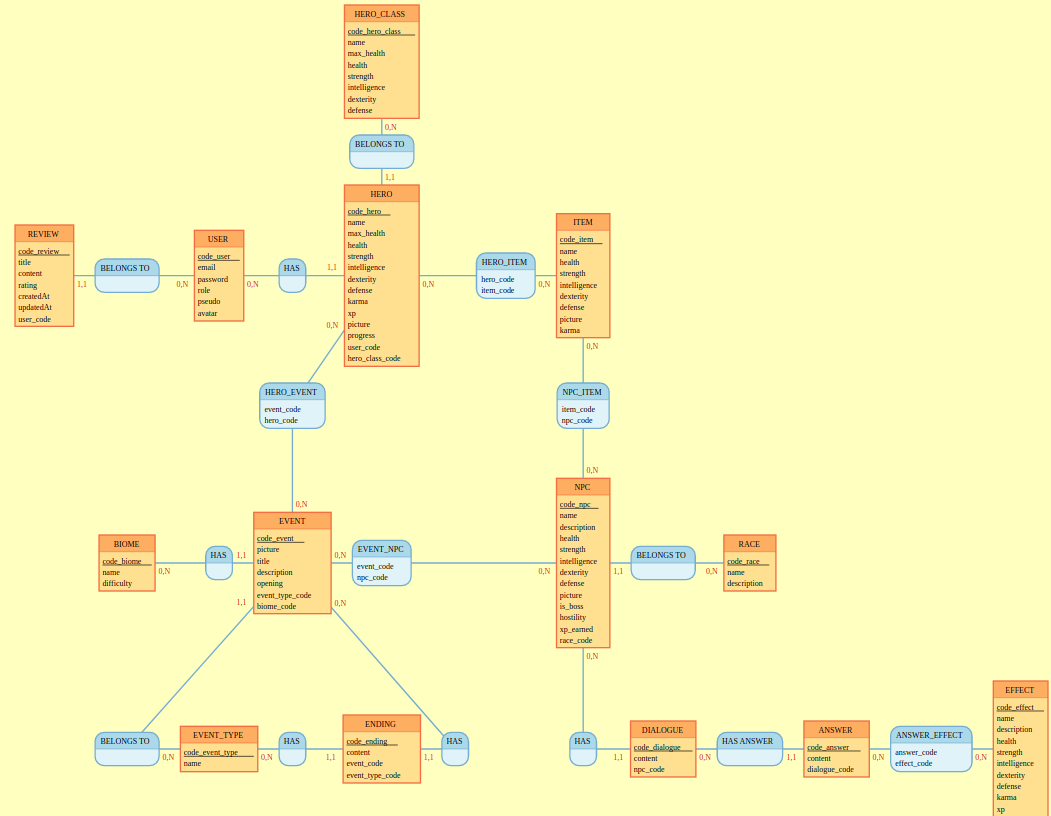 HERO_CLASS
code_hero_class
name
max_health
health
strength
intelligence
dexterity
defense
0,N
BELONGS TO
1,1
HERO
code_hero
name
max_health
health
strength
intelligence
dexterity
defense
karma
xp
picture
progress
user_code
hero_class_code
REVIEW
code_review
title
content
rating
createdAt
updatedAt
user_code
1,1
BELONGS TO
0,N
USER
code_user
email
password
role
pseudo
avatar
0,N
HAS
1,1
0,N
HERO_ITEM
hero_code
item_code
0,N
ITEM
code_item
name
health
strength
intelligence
dexterity
defense
picture
karma
0,N
0,N
HERO_EVENT
event_code
hero_code
0,N
NPC_ITEM
item_code
npc_code
0,N
NPC
code_npc
name
description
health
strength
intelligence
dexterity
defense
picture
is_boss
hostility
xp_earned
race_code
EVENT
code_event
picture
title
description
opening
event_type_code
biome_code
BIOME
code_biome
name
difficulty
0,N
HAS
1,1
0,N
EVENT_NPC
event_code
npc_code
0,N
1,1
BELONGS TO
0,N
RACE
code_race
name
description
1,1
0,N
0,N
BELONGS TO
0,N
EVENT_TYPE
code_event_type
name
0,N
HAS
1,1
ENDING
code_ending
content
event_code
event_type_code
1,1
HAS
HAS
1,1
DIALOGUE
code_dialogue
content
npc_code
0,N
HAS ANSWER
1,1
ANSWER
code_answer
content
dialogue_code
0,N
ANSWER_EFFECT
answer_code
effect_code
0,N
EFFECT
code_effect
name
description
health
strength
intelligence
dexterity
defense
karma
xp